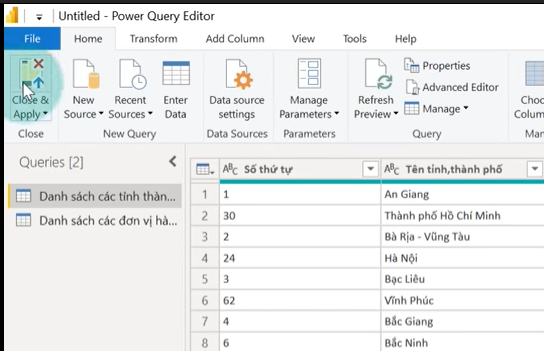 Untitled - Power Query Editor
File Home Transform Add Column View Tools Help
Close & Apply
New Source
Recent Sources
Enter Data
Data source settings
Manage Parameters
Refresh Preview
Properties
Advanced Editor
Manage
Close
New Query
Data Sources
Parameters
Query
Queries [2]
Danh sách các tỉnh thàn...
Danh sách các đơn vị hà...
ABC Số thứ tự ABC Tên tỉnh,thành phố
1 1 An Giang
2 30 Thành phố Hồ Chí Minh
3 2 Bà Rịa - Vũng Tàu
4 24 Hà Nội
5 3 Bạc Liêu
6 62 Vĩnh Phúc
7 4 Bắc Giang
8 6 Bắc Ninh